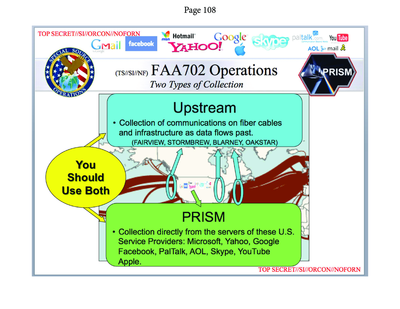 Page 108
TOP SECRET//SI//ORCON//NOFORN
Gmail facebook Hotmail YAHOO! Google skype paltalk YouTube
AOL mail
SPECIAL SOURCE OPERATIONS
(TS//SI//NF) FAA702 Operations
Two Types of Collection
PRISM
Upstream
• Collection of communications on fiber cables
and infrastructure as data flows past.
(FAIRVIEW, STORMBREW, BLARNEY, OAKSTAR)
You
Should
Use Both
PRISM
• Collection directly from the servers of these U.S.
Service Providers: Microsoft, Yahoo, Google
Facebook, PalTalk, AOL, Skype, YouTube
Apple.
TOP SECRET//SI//ORCON//NOFORN